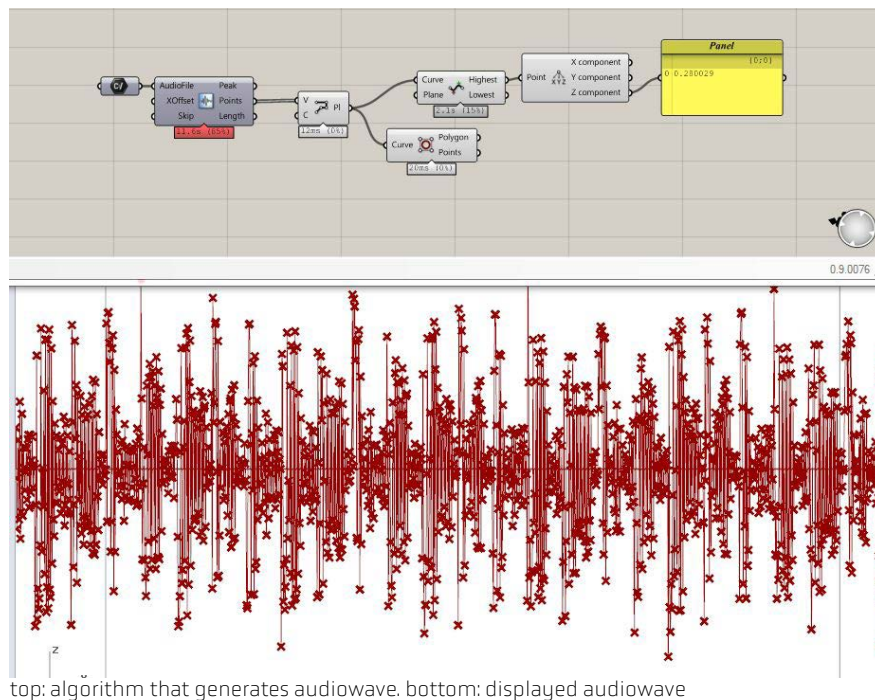 Panel
{0;0}
0 0.280029
AudioFile Peak
XOffset Points
Skip Length
11.6s (85%)
V Pl
C
12ms (0%)
Curve Highest
Plane Lowest
2.1s (15%)
Curve Polygon
Points
20ms (0%)
X component
Point XYZ Y component
Z component
0.9.0076
z
top: algorithm that generates audiowave. bottom: displayed audiowave